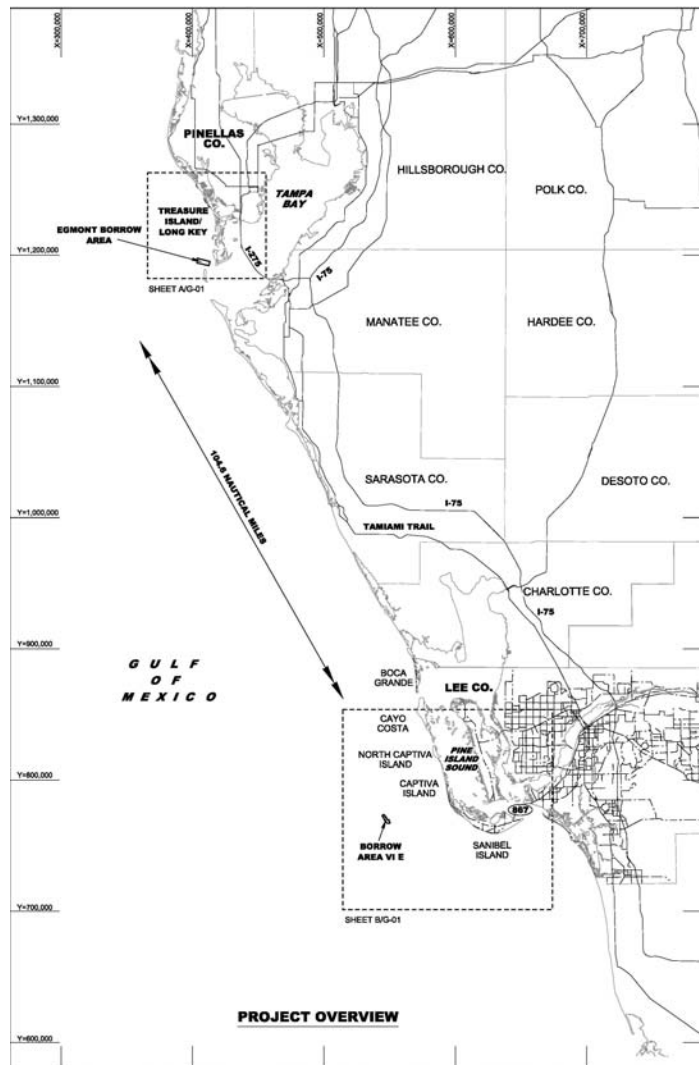 X=300,000
X=400,000
X=500,000
X=600,000
X=700,000
Y=1,300,000
PINELLAS
CO.
HILLSBOROUGH CO.
POLK CO.
TAMPA
BAY
TREASURE
ISLAND/
LONG KEY
EGMONT BORROW
AREA
Y=1,200,000
I-275
I-75
SHEET A/G-01
MANATEE CO.
HARDEE CO.
Y=1,100,000
104.6 NAUTICAL MILES
SARASOTA CO.
DESOTO CO.
I-75
Y=1,000,000
TAMIAMI TRAIL
CHARLOTTE CO.
I-75
Y=900,000
GULF
OF
MEXICO
BOCA
GRANDE
LEE CO.
CAYO
COSTA
NORTH CAPTIVA
ISLAND
PINE
ISLAND
SOUND
Y=800,000
CAPTIVA
ISLAND
867
BORROW
AREA VI E
SANIBEL
ISLAND
Y=700,000
SHEET B/G-01
PROJECT OVERVIEW
Y=600,000